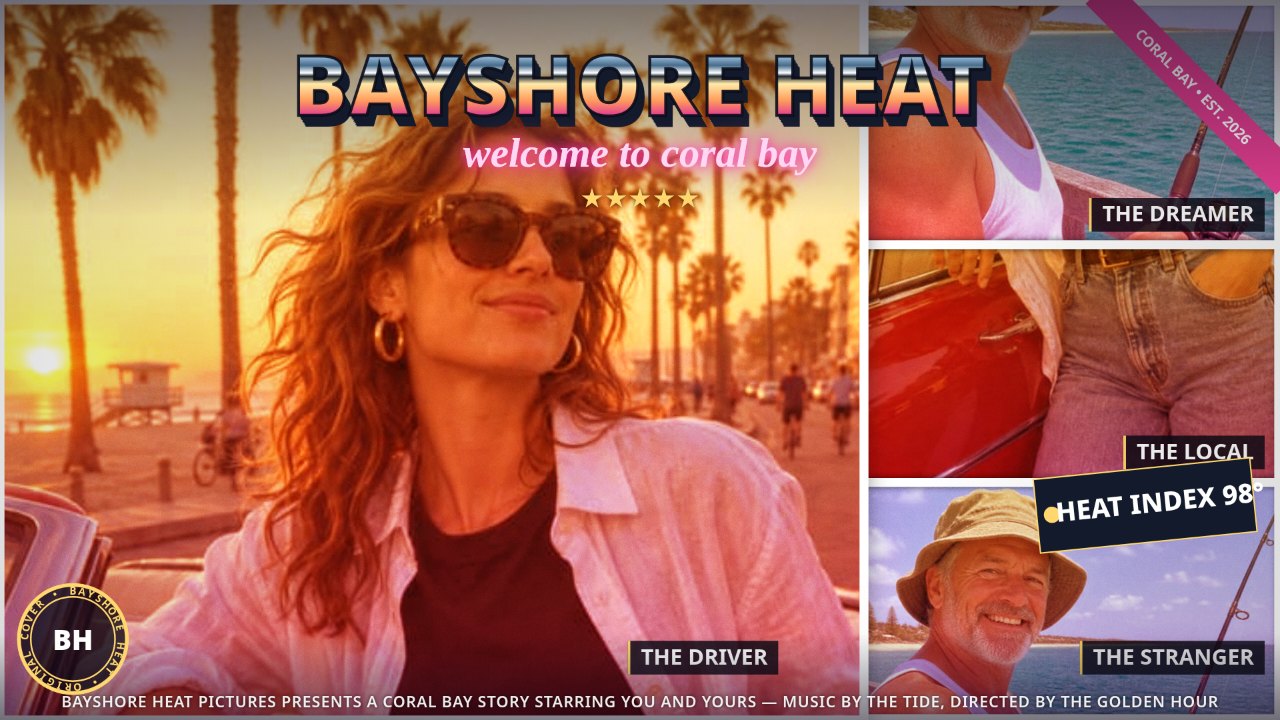 BAYSHORE HEAT
welcome to coral bay
★★★★★
CORAL BAY • EST. 2026
THE DREAMER
THE LOCAL
HEAT INDEX 98°
THE DRIVER
THE STRANGER
BAYSHORE HEAT • ORIGINAL COVER •
BH
BAYSHORE HEAT PICTURES PRESENTS A CORAL BAY STORY STARRING YOU AND YOURS — MUSIC BY THE TIDE, DIRECTED BY THE GOLDEN HOUR